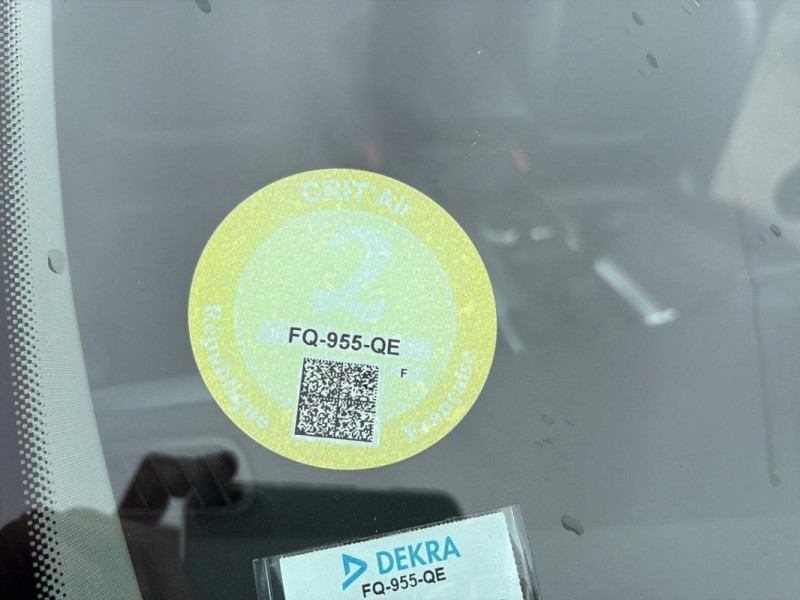 CRIT'Air
2
FQ-955-QE
F
République
Française
DEKRA
FQ-955-QE